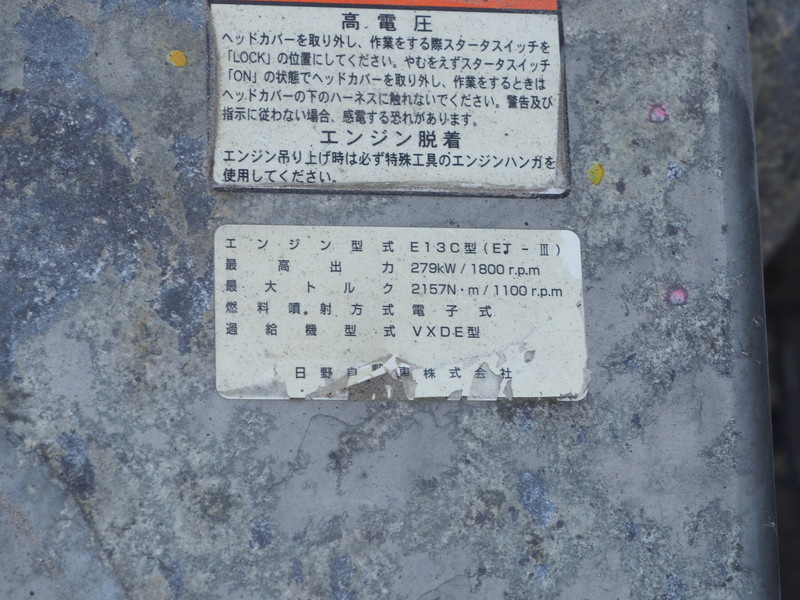 高電圧
ヘッドカバーを取り外し、作業をする際スタータスイッチを
「LOCK」の位置にしてください。やむをえずスタータスイッチ
「ON」の状態でヘッドカバーを取り外し、作業をするときは
ヘッドカバーの下のハーネスに触れないでください。警告及び
指示に従わない場合、感電する恐れがあります。
エンジン脱着
エンジン吊り上げ時は必ず特殊工具のエンジンハンガを
使用してください。
エンジン型式 E13C型(ET-Ⅲ)
最高出力 279kW/1800r.p.m
最大トルク 2157N・m/1100r.p.m
燃料噴射方式 電子式
過給機型式 VXDE型
日野自動車株式会社